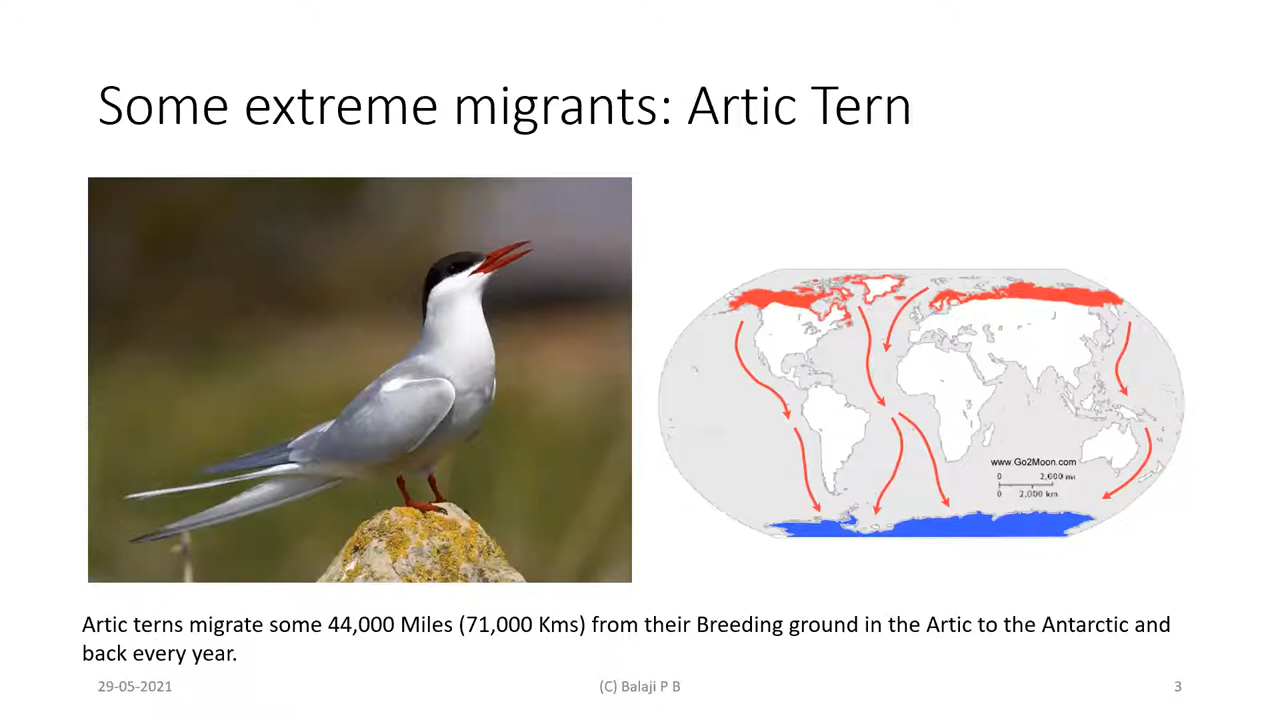 Some extreme migrants: Artic Tern
www.Go2Moon.com
0 2,000 mi
0 2,000 km
Artic terns migrate some 44,000 Miles (71,000 Kms) from their Breeding ground in the Artic to the Antarctic and
back every year.
29-05-2021 (C) Balaji P B 3